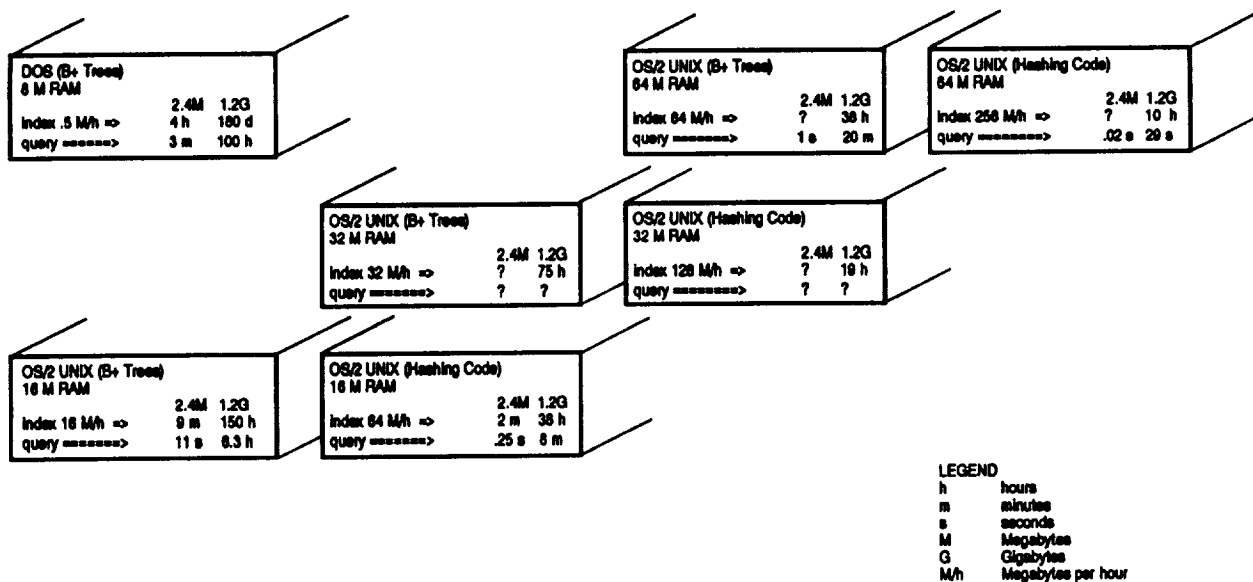 DOS (B+ Trees)
8 M RAM
2.4M 1.2G
index .5 M/h => 4 h 180 d
query ======> 3 m 100 h
OS/2 UNIX (B+ Trees)
64 M RAM
2.4M 1.2G
index 64 M/h => ? 38 h
query ======> 1 s 20 m
OS/2 UNIX (Hashing Code)
64 M RAM
2.4M 1.2G
index 256 M/h => ? 10 h
query ======> .02 s 29 s
OS/2 UNIX (B+ Trees)
32 M RAM
2.4M 1.2G
index 32 M/h => ? 75 h
query ======> ? ?
OS/2 UNIX (Hashing Code)
32 M RAM
2.4M 1.2G
index 128 M/h => ? 19 h
query ======> ? ?
OS/2 UNIX (B+ Trees)
16 M RAM
2.4M 1.2G
index 16 M/h => 9 m 150 h
query ======> 11 s 6.3 h
OS/2 UNIX (Hashing Code)
16 M RAM
2.4M 1.2G
index 64 M/h => 2 m 38 h
query ======> .25 s 6 m
LEGEND
h hours
m minutes
s seconds
M Megabytes
G Gigabytes
M/h Megabytes per hour